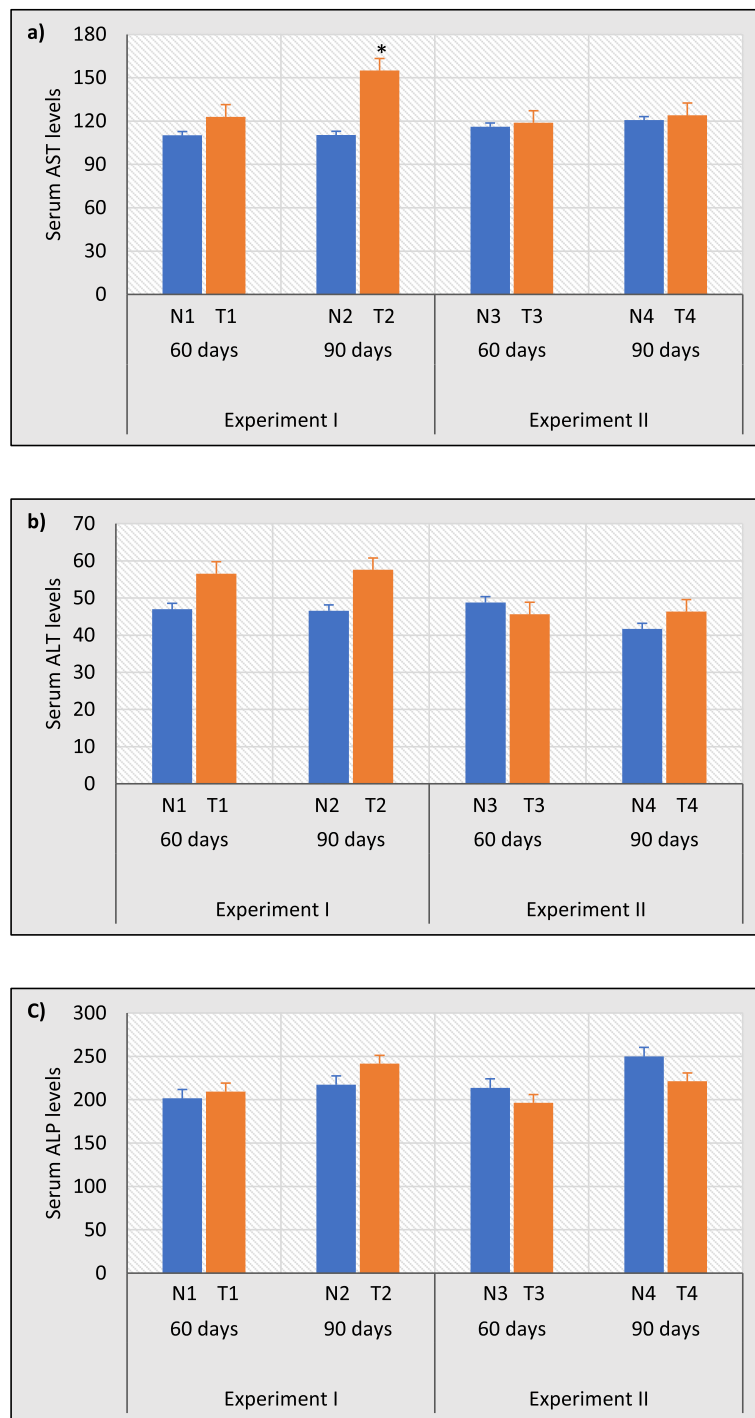 a)
180
150
120
90
60
30
0
Serum AST levels
*
N1 T1 N2 T2 N3 T3 N4 T4
60 days 90 days 60 days 90 days
Experiment I Experiment II
b)
70
60
50
40
30
20
10
0
Serum ALT levels
N1 T1 N2 T2 N3 T3 N4 T4
60 days 90 days 60 days 90 days
Experiment I Experiment II
C)
300
250
200
150
100
50
0
Serum ALP levels
N1 T1 N2 T2 N3 T3 N4 T4
60 days 90 days 60 days 90 days
Experiment I Experiment II